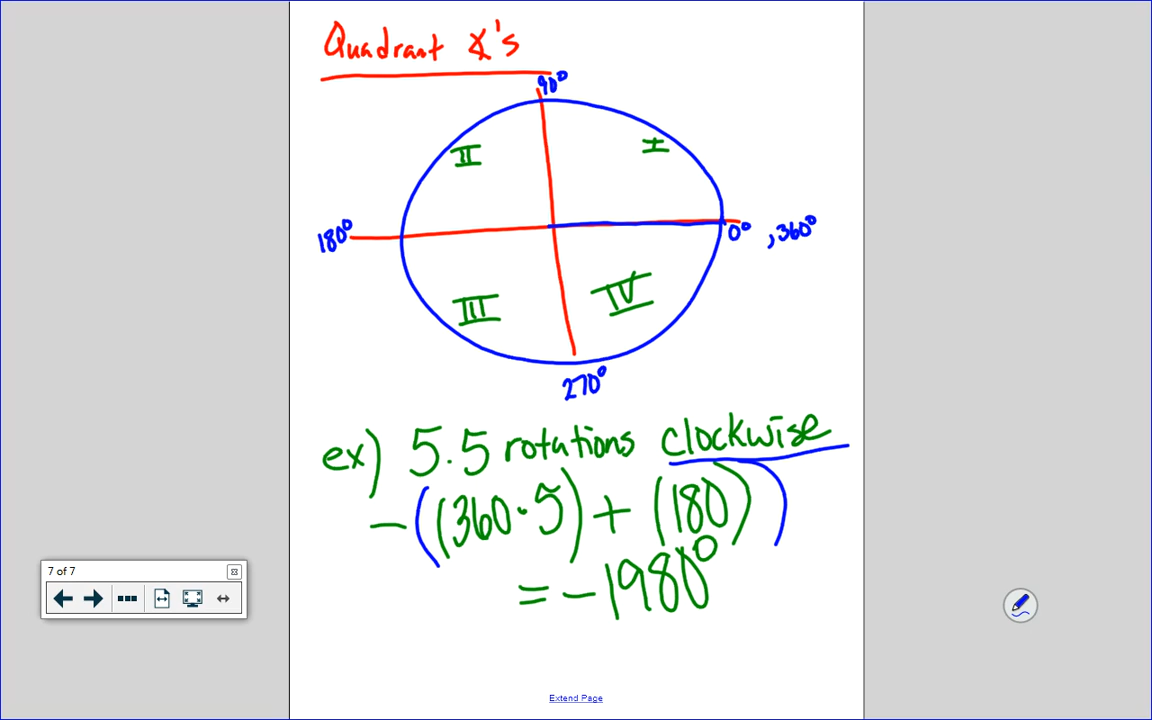 Quadrant ∡'s
90°
II
I
180°
0° , 360°
III
IV
270°
ex) 5.5 rotations clockwise
-((360·5) + (180))
= -1980°
7 of 7
Extend Page